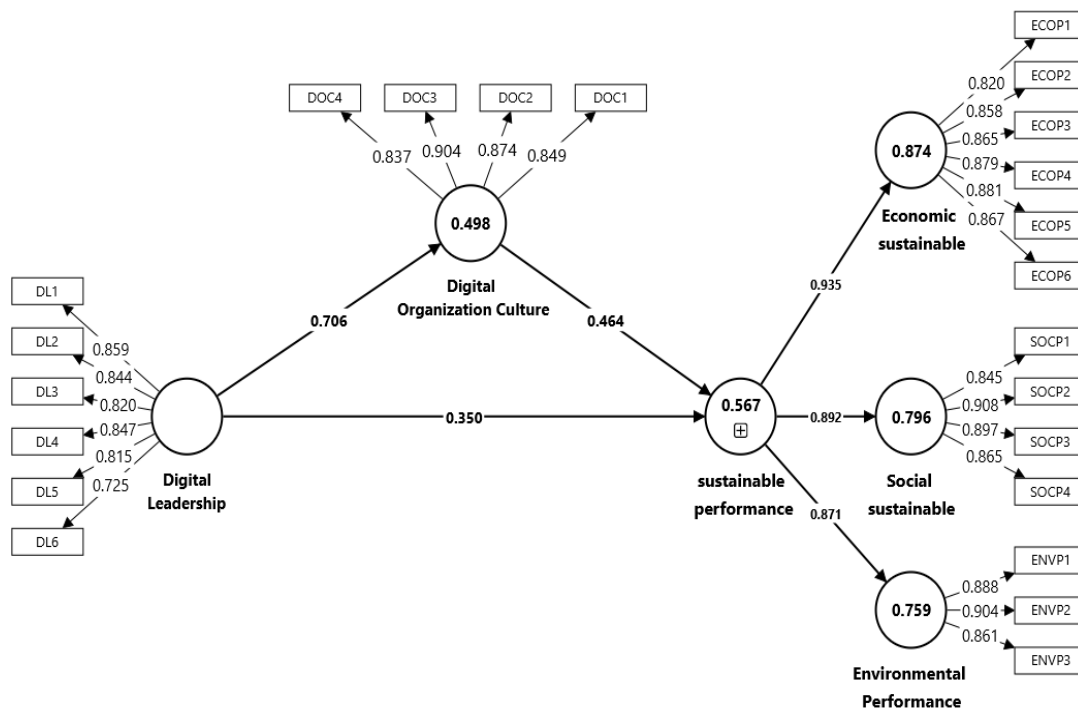 ECOP1
ECOP2
ECOP3
ECOP4
ECOP5
ECOP6
0.820
0.858
0.865
0.879
0.881
0.867
0.874
Economic
sustainable
DOC4
DOC3
DOC2
DOC1
0.837
0.904
0.874
0.849
0.498
Digital
Organization Culture
0.706
0.464
0.935
DL1
DL2
DL3
DL4
DL5
DL6
0.859
0.844
0.820
0.847
0.815
0.725
Digital
Leadership
0.350
0.567
sustainable
performance
0.892
0.871
0.796
Social
sustainable
0.845
0.908
0.897
0.865
SOCP1
SOCP2
SOCP3
SOCP4
0.759
Environmental
Performance
0.888
0.904
0.861
ENVP1
ENVP2
ENVP3